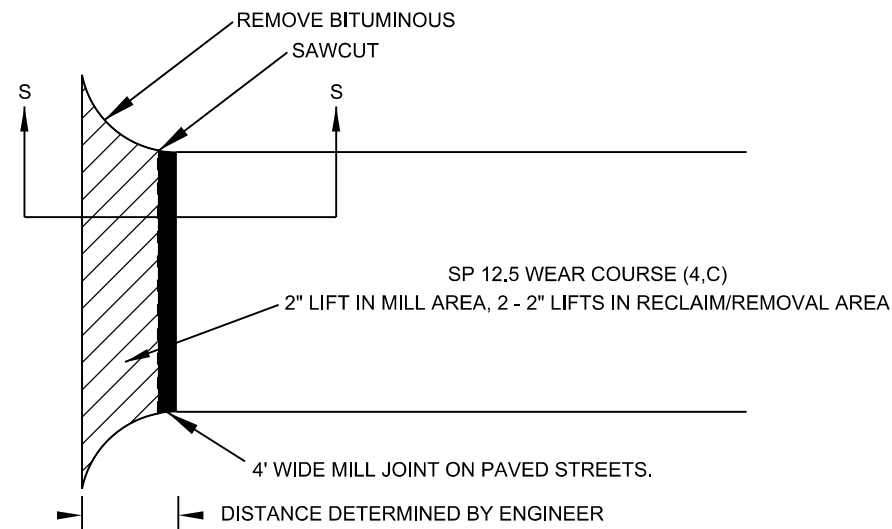 REMOVE BITUMINOUS
SAWCUT
S
S
SP 12.5 WEAR COURSE (4,C)
2" LIFT IN MILL AREA, 2 - 2" LIFTS IN RECLAIM/REMOVAL AREA
4' WIDE MILL JOINT ON PAVED STREETS.
DISTANCE DETERMINED BY ENGINEER